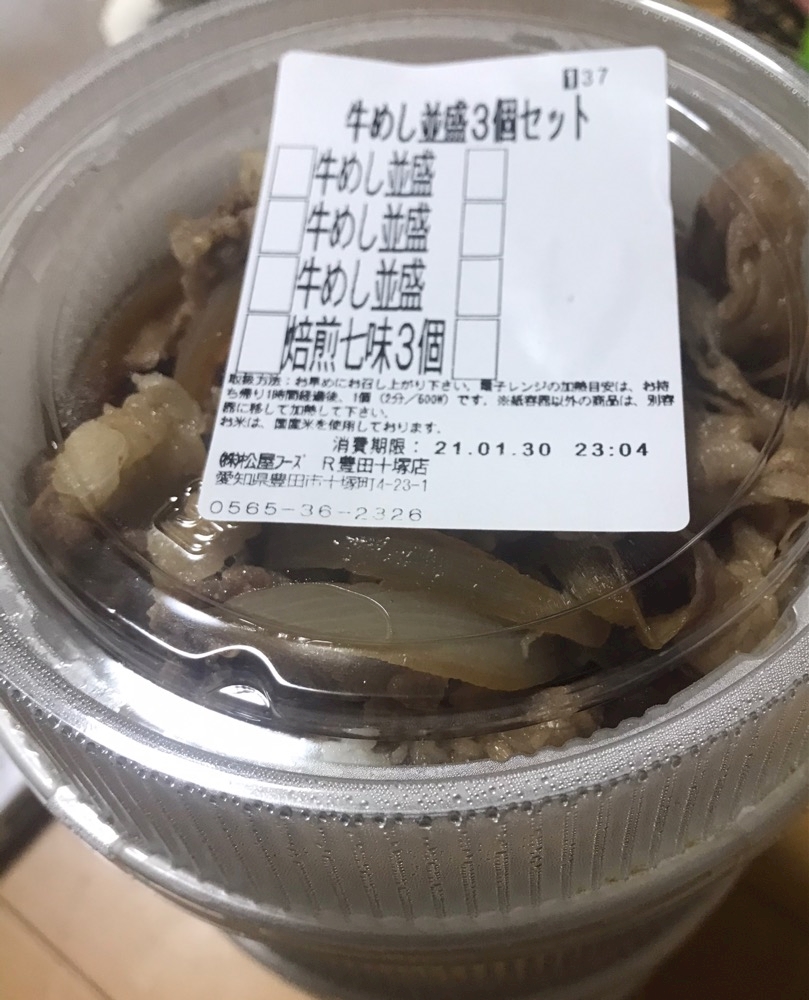 137
牛めし並盛3個セット
牛めし並盛
牛めし並盛
牛めし並盛
焙煎七味3個
取扱方法:お早めにお召し上がり下さい。電子レンジの加熱目安は、お持
ち帰り1時間経過後、1個(2分/600W)です。※紙容器以外の商品は、別容
器に移して加熱して下さい。
お米は、国産米を使用しております。
消費期限: 21.01.30 23:04
㈱松屋フーズ R豊田十塚店
愛知県豊田市十塚町4-23-1
0565-36-2326